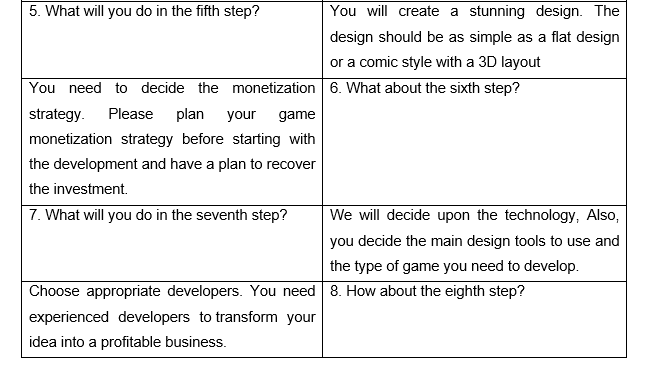 5. What will you do in the fifth step?
You will create a stunning design. The
design should be as simple as a flat design
or a comic style with a 3D layout
You need to decide the monetization
strategy. Please plan your game
monetization strategy before starting with
the development and have a plan to recover
the investment.
6. What about the sixth step?
7. What will you do in the seventh step?
We will decide upon the technology, Also,
you decide the main design tools to use and
the type of game you need to develop.
Choose appropriate developers. You need
experienced developers to transform your
idea into a profitable business.
8. How about the eighth step?